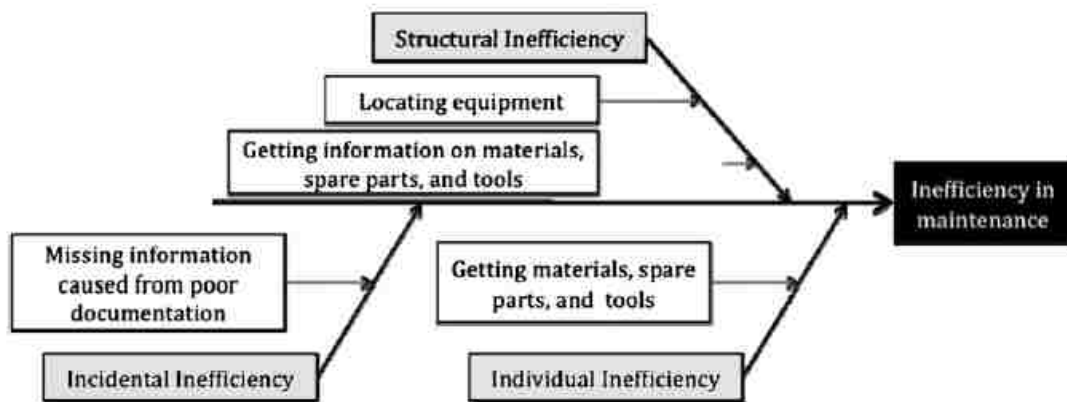 Structural Inefficiency
Locating equipment
Getting information on materials,
spare parts, and tools
Inefficiency in
maintenance
Missing information
caused from poor
documentation
Getting materials, spare
parts, and tools
Incidental Inefficiency
Individual Inefficiency